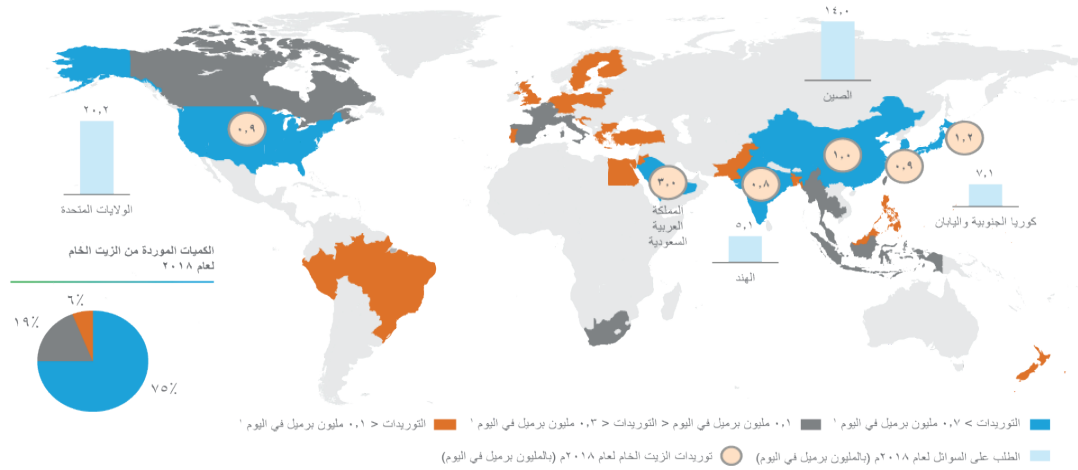 ١٤,٠
الصين
٢٠,٢
الولايات المتحدة
٠,٩
١,٠
١,٢
٠,٩
٠,٨
٣,٠
المملكة
العربية
السعودية
٧,١
كوريا الجنوبية واليابان
٥,١
الهند
الكميات الموردة من الزيت الخام
لعام ٢٠١٨
٦٪
١٩٪
٧٥٪
التوريدات > ٠,٧ مليون برميل في اليوم ١
٠,١ مليون برميل في اليوم < التوريدات < ٠,٣ مليون برميل في اليوم ١
التوريدات < ٠,١ مليون برميل في اليوم ١
الطلب على السوائل لعام ٢٠١٨م (بالمليون برميل في اليوم)
توريدات الزيت الخام لعام ٢٠١٨م (بالمليون برميل في اليوم)